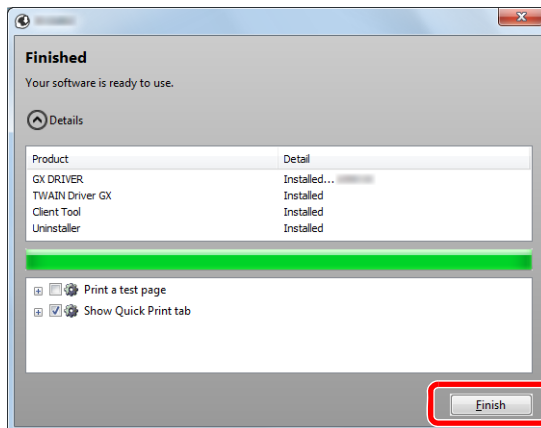 Finished
Your software is ready to use.
Details
Product Detail
GX DRIVER Installed...
TWAIN Driver GX Installed
Client Tool Installed
Uninstaller Installed
Print a test page
Show Quick Print tab
Finish